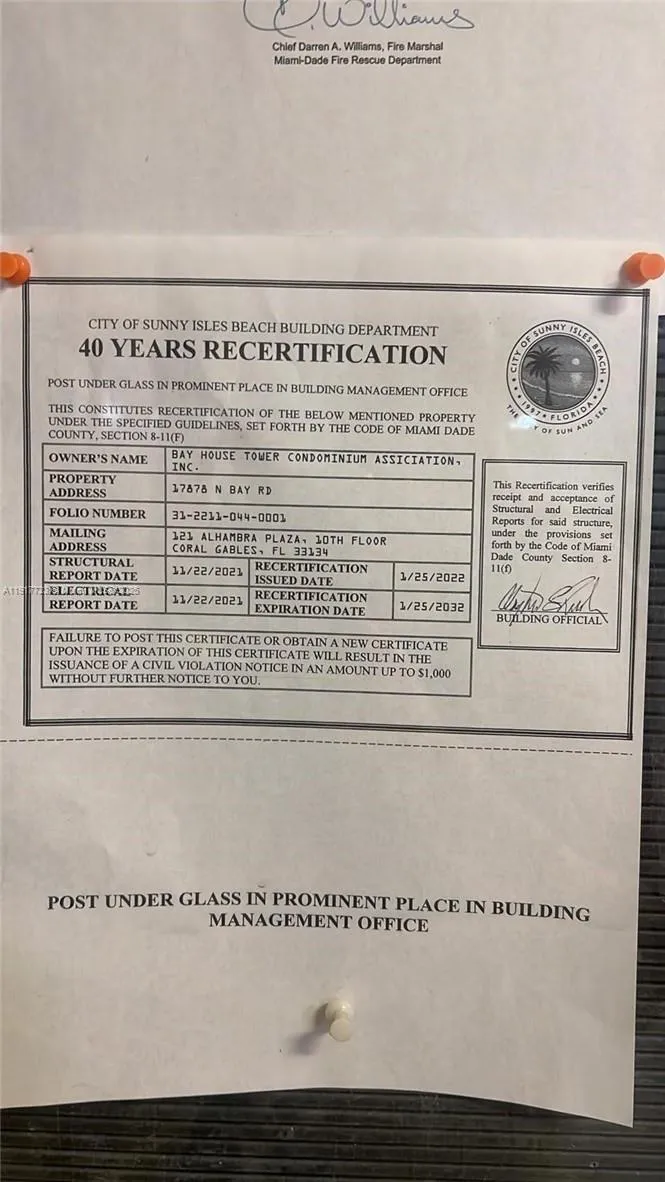 D. Williams
Chief Darren A. Williams, Fire Marshal
Miami-Dade Fire Rescue Department
CITY OF SUNNY ISLES BEACH BUILDING DEPARTMENT
40 YEARS RECERTIFICATION
POST UNDER GLASS IN PROMINENT PLACE IN BUILDING MANAGEMENT OFFICE
THIS CONSTITUTES RECERTIFICATION OF THE BELOW MENTIONED PROPERTY
UNDER THE SPECIFIED GUIDELINES, SET FORTH BY THE CODE OF MIAMI DADE
COUNTY, SECTION 8-11(F)
CITY OF SUNNY ISLES BEACH
1997 FLORIDA
OF SUN AND SEA
OWNER'S NAME BAY HOUSE TOWER CONDOMINIUM ASSICIATION,
INC.
PROPERTY
ADDRESS 17878 N BAY RD
FOLIO NUMBER 31-2211-044-0001
MAILING
ADDRESS 121 ALHAMBRA PLAZA, 10TH FLOOR
CORAL GABLES, FL 33134
STRUCTURAL
REPORT DATE 11/22/2021 RECERTIFICATION
ISSUED DATE 1/25/2022
ELECTRICAL
REPORT DATE 11/22/2021 RECERTIFICATION
EXPIRATION DATE 1/25/2032
This Recertification verifies
receipt and acceptance of
Structural and Electrical
Reports for said structure,
under the provisions set
forth by the Code of Miami
Dade County Section 8-
11(f)
BUILDING OFFICIAL
FAILURE TO POST THIS CERTIFICATE OR OBTAIN A NEW CERTIFICATE
UPON THE EXPIRATION OF THIS CERTIFICATE WILL RESULT IN THE
ISSUANCE OF A CIVIL VIOLATION NOTICE IN AN AMOUNT UP TO $1,000
WITHOUT FURTHER NOTICE TO YOU.
POST UNDER GLASS IN PROMINENT PLACE IN BUILDING
MANAGEMENT OFFICE